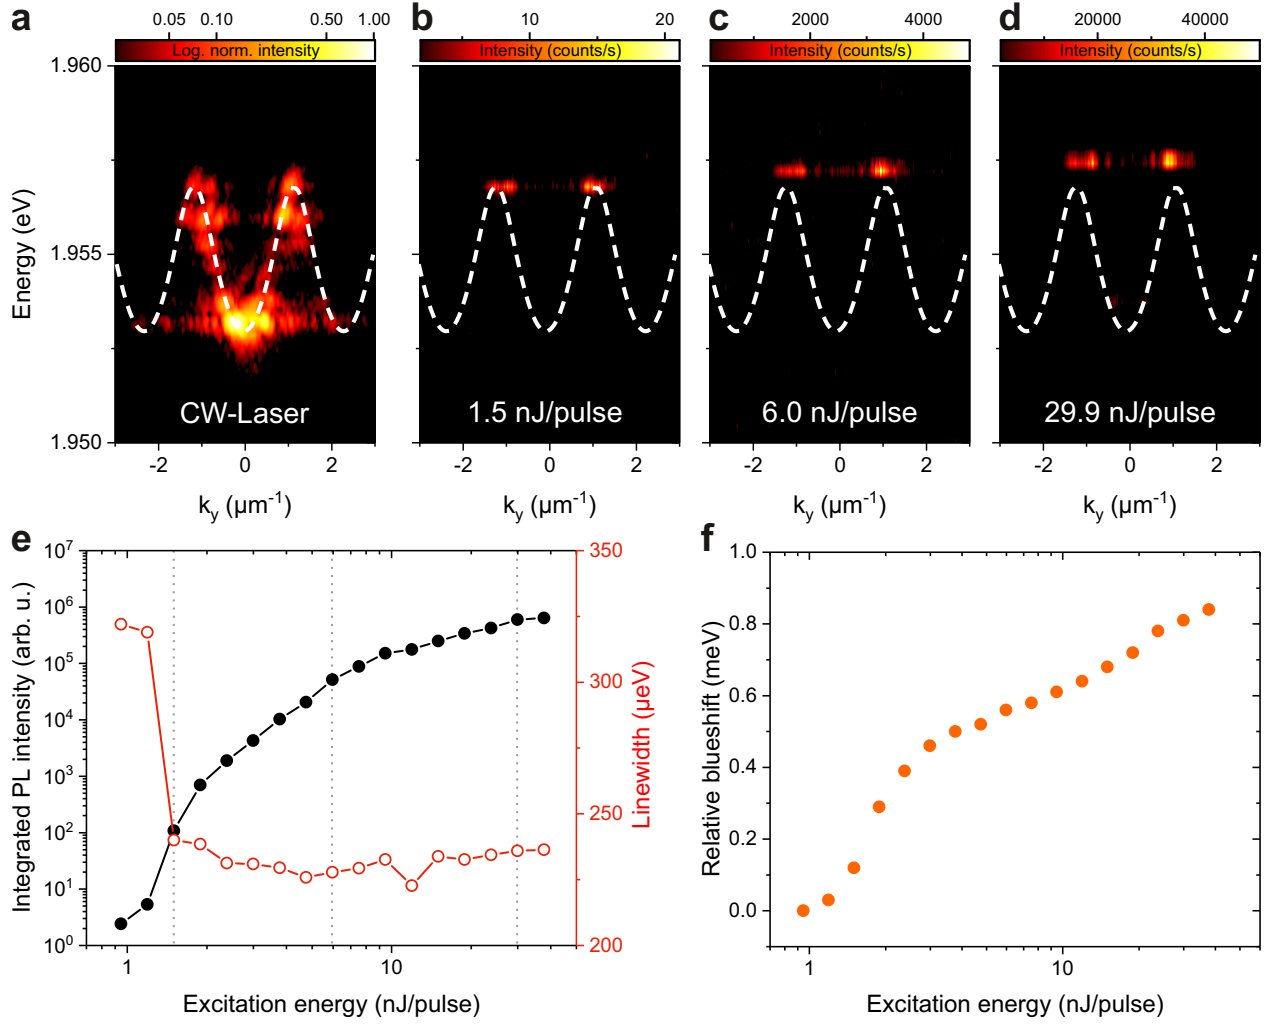 a
0.05 0.10 0.50 1.00
Log. norm. intensity
b
10 20
Intensity (counts/s)
c
2000 4000
Intensity (counts/s)
d
20000 40000
Intensity (counts/s)
1.960
1.955
1.950
Energy (eV)
CW-Laser
1.5 nJ/pulse
6.0 nJ/pulse
29.9 nJ/pulse
-2 0 2
-2 0 2
-2 0 2
-2 0 2
k_y (µm⁻¹)
k_y (µm⁻¹)
k_y (µm⁻¹)
k_y (µm⁻¹)
e
10⁷
10⁶
10⁵
10⁴
10³
10²
10¹
10⁰
Integrated PL intensity (arb. u.)
350
300
250
200
Linewidth (µeV)
1 10
Excitation energy (nJ/pulse)
f
1.0
0.8
0.6
0.4
0.2
0.0
Relative blueshift (meV)
1 10
Excitation energy (nJ/pulse)